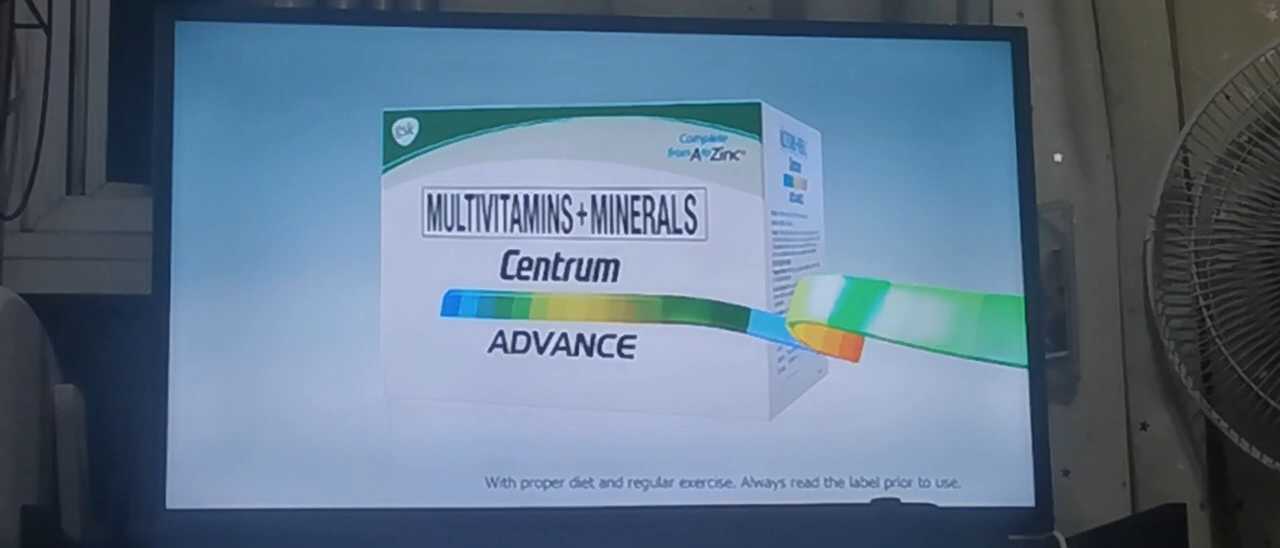 gsk
Complete
from A to Zinc
MULTIVITAMINS+MINERALS
Centrum
ADVANCE
With proper diet and regular exercise. Always read the label prior to use.